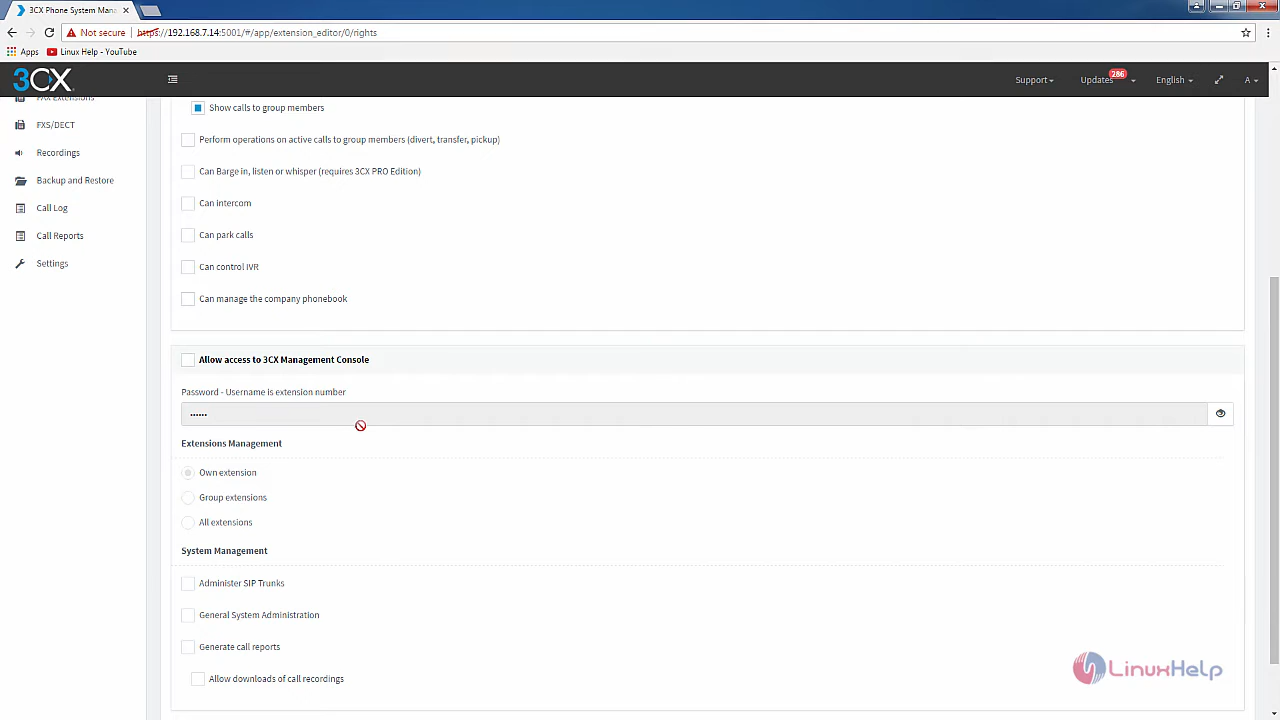 3CX Phone System Mana
Not secure | https://192.168.7.14:5001/#/app/extension_editor/0/rights
Apps Linux Help - YouTube
3CX
Support
Updates 286
English
A
FAX Extensions
FXS/DECT
Recordings
Backup and Restore
Call Log
Call Reports
Settings
Show calls to group members
Perform operations on active calls to group members (divert, transfer, pickup)
Can Barge in, listen or whisper (requires 3CX PRO Edition)
Can intercom
Can park calls
Can control IVR
Can manage the company phonebook
Allow access to 3CX Management Console
Password - Username is extension number
••••••
Extensions Management
Own extension
Group extensions
All extensions
System Management
Administer SIP Trunks
General System Administration
Generate call reports
Allow downloads of call recordings
LinuxHelp